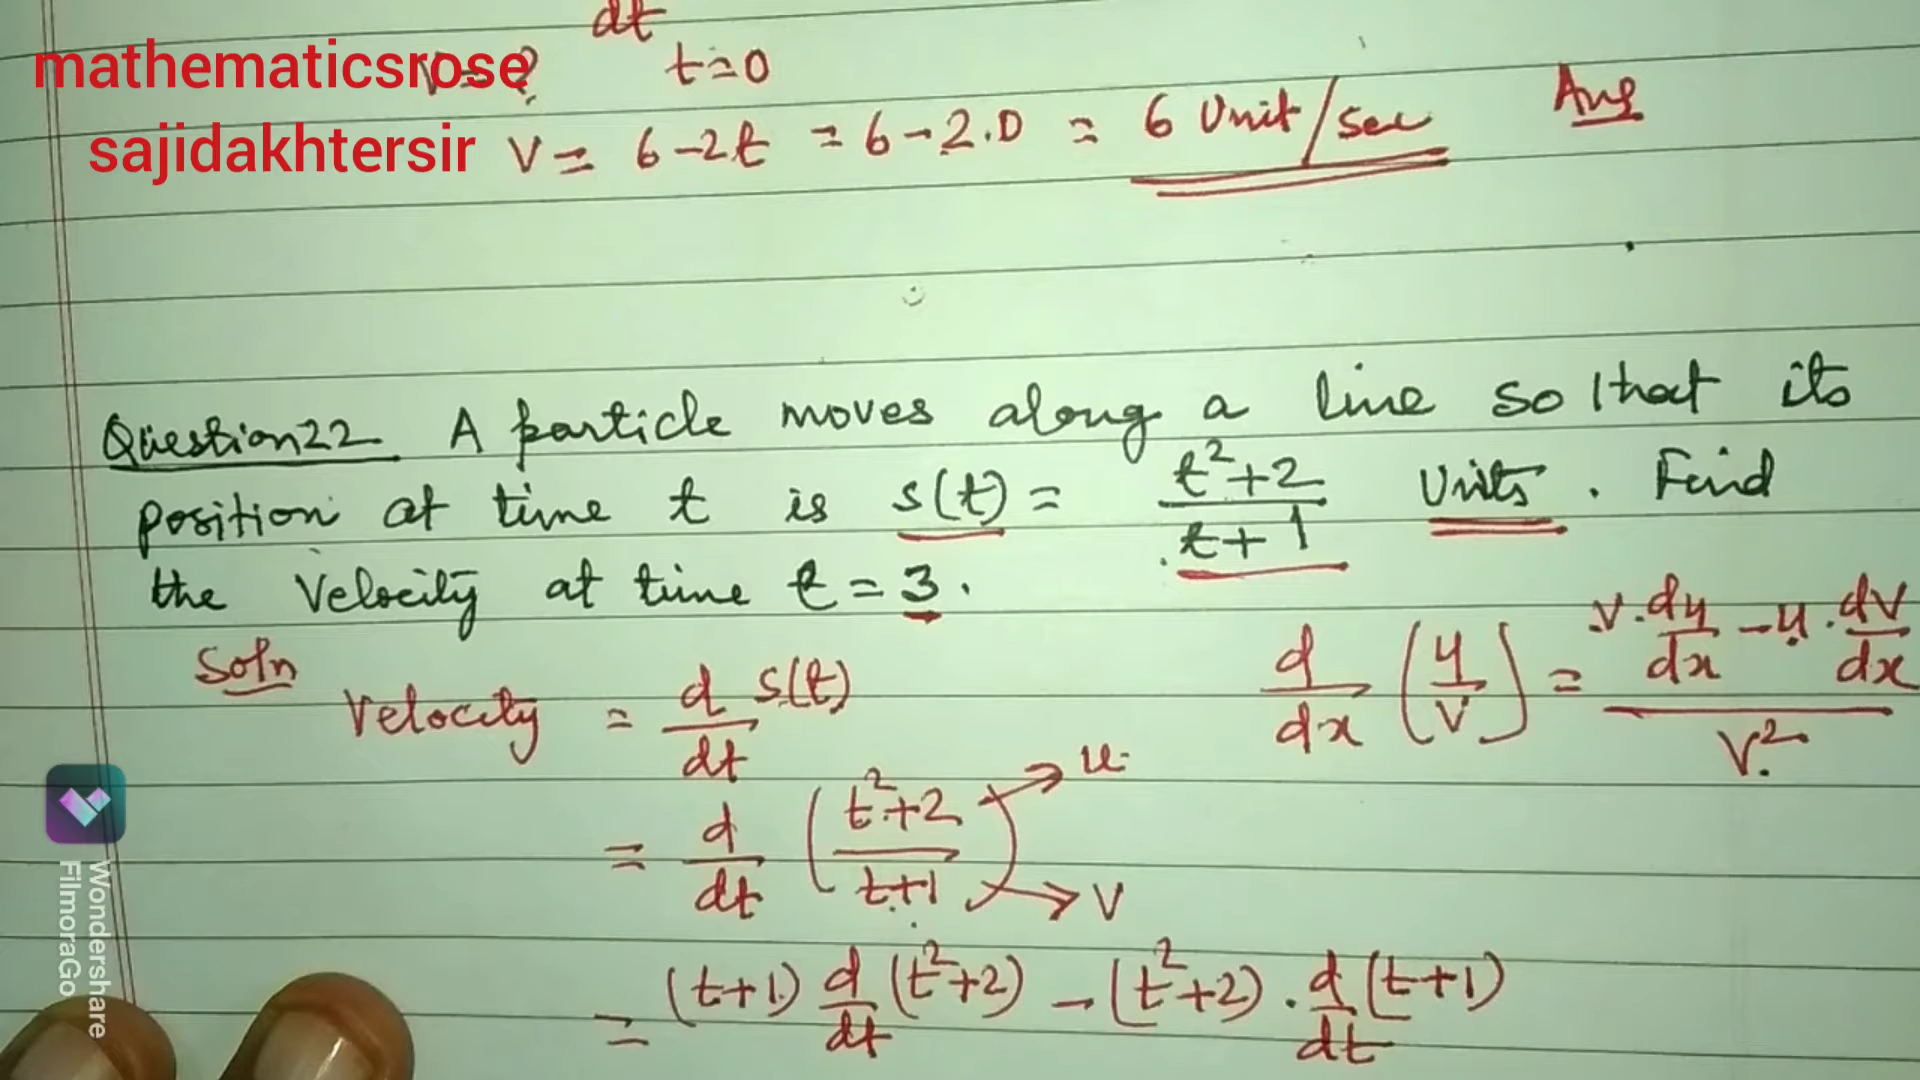 dt
mathematicsrose
V = ? t = 0
sajidakhtersir
V = 6 - 2t = 6 - 2.0 = 6 Unit/sec Ans
Question 22 A particle moves along a line so that its
position at time t is s(t) = (t²+2)/(t+1) Units. Find
the Velocity at time t = 3.
Soln
Velocity = d/dt s(t)
d/dx (u/v) = (v.du/dx - u.dv/dx)/v²
= d/dt ((t²+2)/(t+1)) → u → v
= (t+1) d/dt (t²+2) - (t²+2) . d/dt (t+1)
Wondershare
FilmoraGo